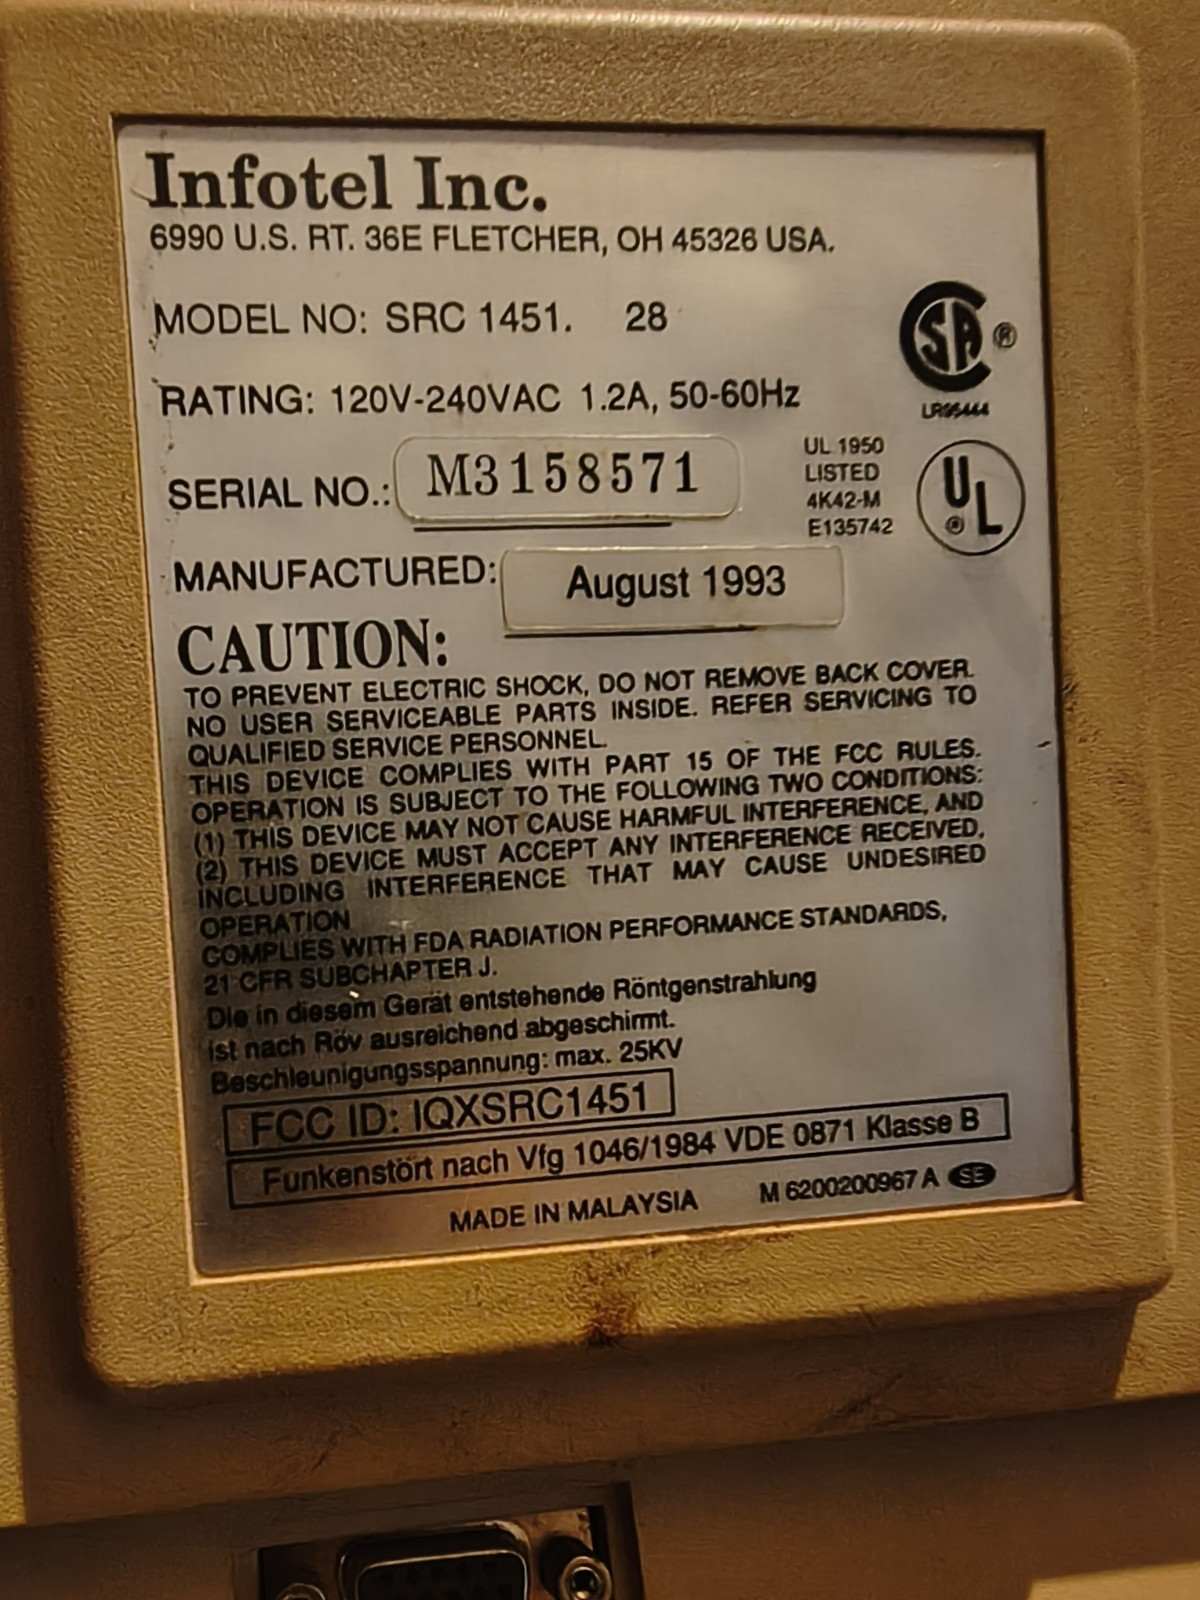 Infotel Inc.
6990 U.S. RT. 36E FLETCHER, OH 45326 USA.
MODEL NO: SRC 1451. 28
SA ®
LR95444
RATING: 120V-240VAC 1.2A, 50-60Hz
SERIAL NO.: M3158571
UL 1950
LISTED
4K42-M
E135742
UL ®
MANUFACTURED: August 1993
CAUTION:
TO PREVENT ELECTRIC SHOCK, DO NOT REMOVE BACK COVER.
NO USER SERVICEABLE PARTS INSIDE. REFER SERVICING TO
QUALIFIED SERVICE PERSONNEL.
THIS DEVICE COMPLIES WITH PART 15 OF THE FCC RULES.
OPERATION IS SUBJECT TO THE FOLLOWING TWO CONDITIONS:
(1) THIS DEVICE MAY NOT CAUSE HARMFUL INTERFERENCE, AND
(2) THIS DEVICE MUST ACCEPT ANY INTERFERENCE RECEIVED,
INCLUDING INTERFERENCE THAT MAY CAUSE UNDESIRED
OPERATION
COMPLIES WITH FDA RADIATION PERFORMANCE STANDARDS,
21 CFR SUBCHAPTER J.
Die in diesem Gerät entstehende Röntgenstrahlung
ist nach Röv ausreichend abgeschirmt.
Beschleunigungsspannung: max. 25KV
FCC ID: IQXSRC1451
Funkenstört nach Vfg 1046/1984 VDE 0871 Klasse B
MADE IN MALAYSIA M 6200200967 A SE